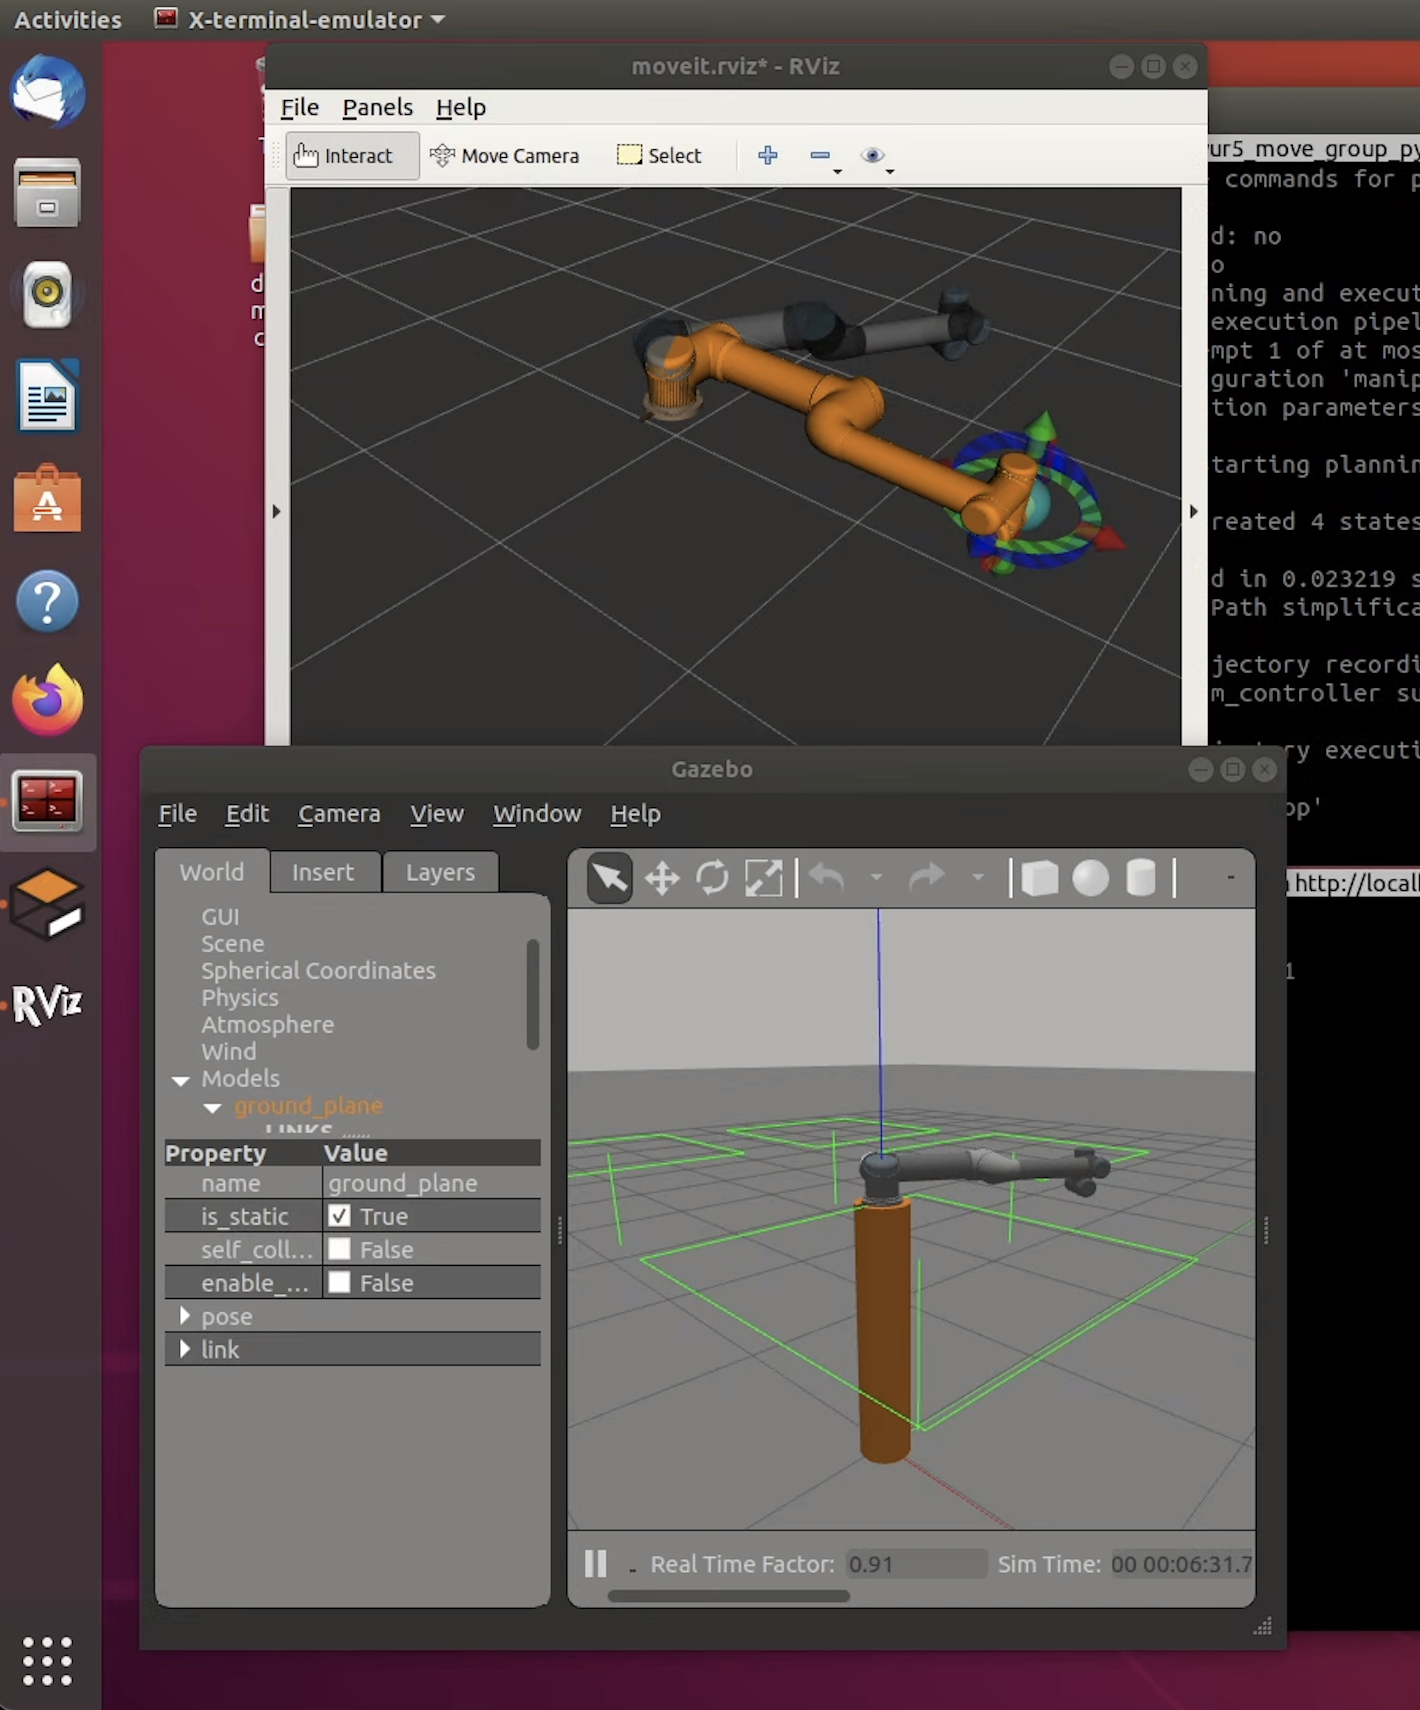 Activities X-terminal-emulator
moveit.rviz* - RViz
File Panels Help
Interact Move Camera Select
ur5_move_group_py
commands for p
d: no
o
ning and execut
execution pipel
mpt 1 of at mos
guration 'manip
tion parameters
tarting plannin
reated 4 states
d in 0.023219 s
Path simplifica
jectory recordi
m_controller su
ry executi
op'
http://local
1
Gazebo
File Edit Camera View Window Help
World Insert Layers
GUI
Scene
Spherical Coordinates
Physics
Atmosphere
Wind
Models
ground_plane
LINKS
Property Value
name ground_plane
is_static True
self_coll... False
enable_... False
pose
link
Real Time Factor: 0.91 Sim Time: 00 00:06:31.7
RViz